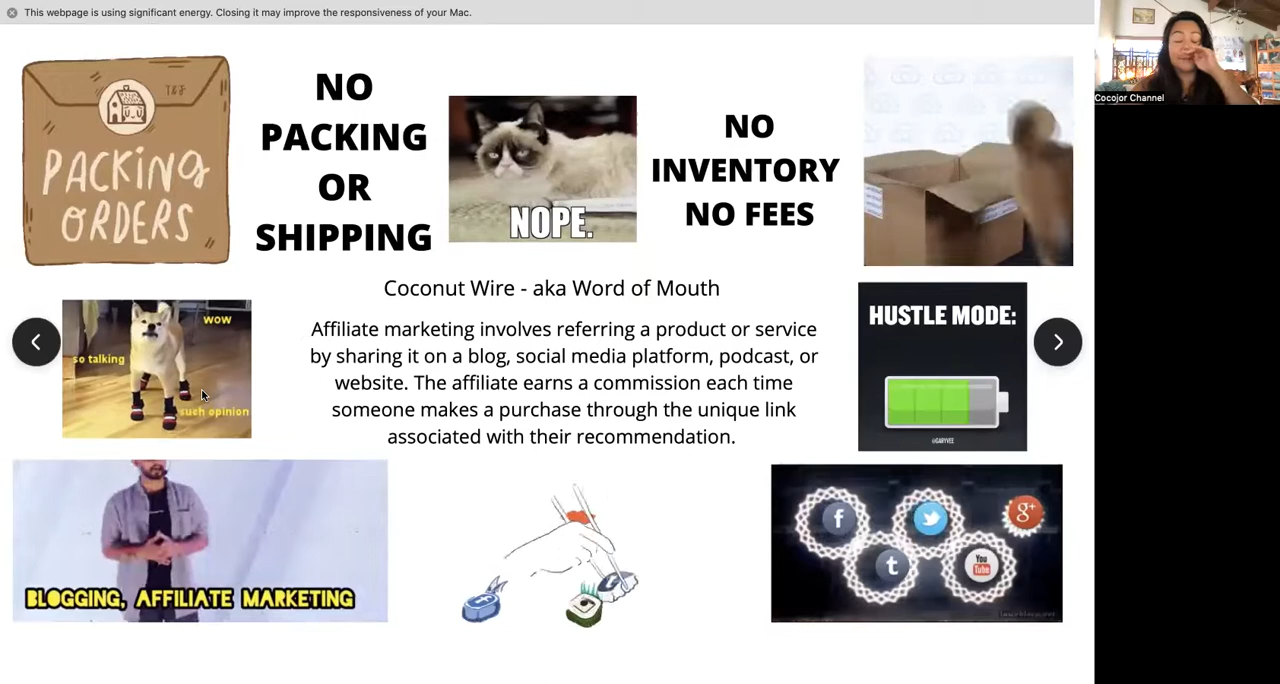 This webpage is using significant energy. Closing it may improve the responsiveness of your Mac.
Cocojor Channel
T&J
PACKING
ORDERS
NO
PACKING
OR
SHIPPING
NOPE.
NO
INVENTORY
NO FEES
Coconut Wire - aka Word of Mouth
Affiliate marketing involves referring a product or service
by sharing it on a blog, social media platform, podcast, or
website. The affiliate earns a commission each time
someone makes a purchase through the unique link
associated with their recommendation.
wow
so talking
such opinion
HUSTLE MODE:
@GARYVEE
BLOGGING, AFFILIATE MARKETING
f
g+
t
You
Tube